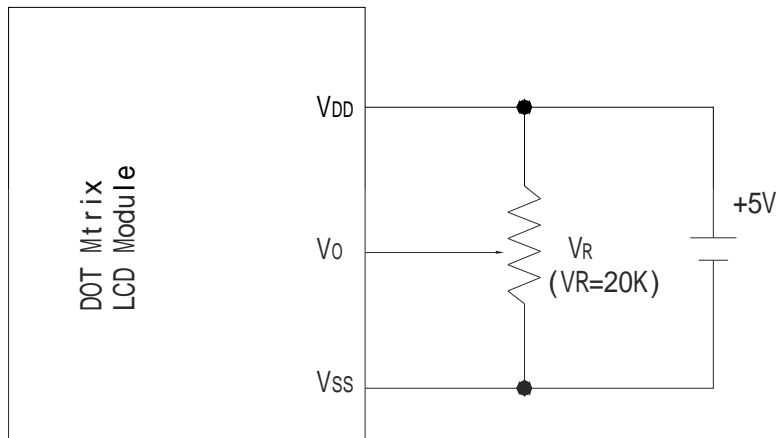 VDD
DOT Mtrix
LCD Module
+5V
VO
VR
(VR=20K)
VSS